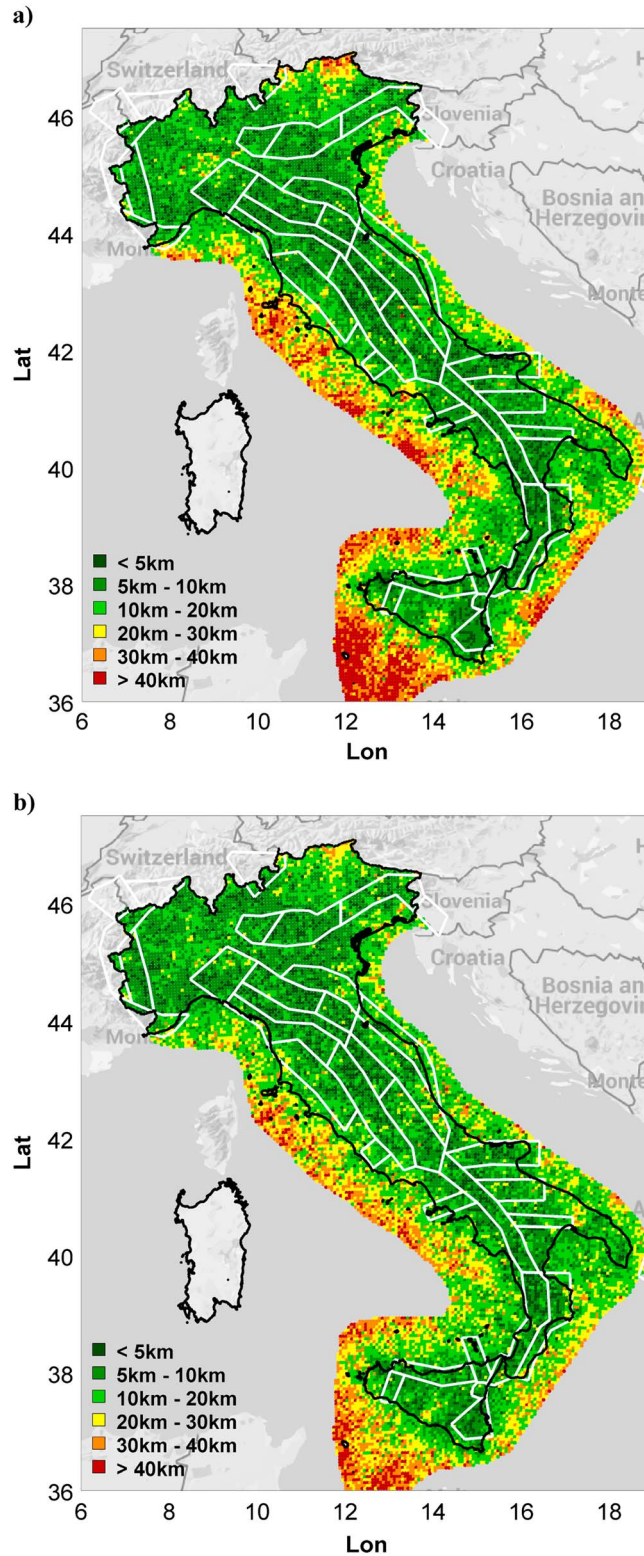 a)
Switzerland
46
Slovenia
Croatia
Bosnia an
Herzegovin
44
Mon
Monte
Lat
42
40
38
36
< 5km
5km - 10km
10km - 20km
20km - 30km
30km - 40km
> 40km
6 8 10 12 14 16 18
Lon
b)
Switzerland
46
Slovenia
Croatia
Bosnia an
Herzegovin
44
Mon
Monte
Lat
42
40
38
36
< 5km
5km - 10km
10km - 20km
20km - 30km
30km - 40km
> 40km
6 8 10 12 14 16 18
Lon